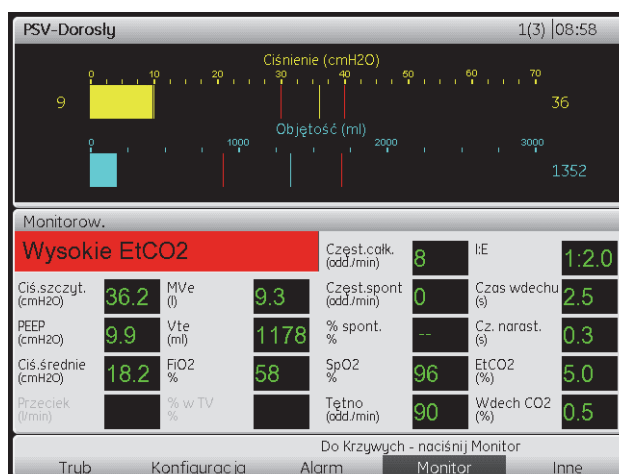 PSV-Dorosly 1(3) |08:58
Ciśnienie (cmH2O)
0 10 20 30 40 50 60 70
9 36
Objętość (ml)
0 1000 2000 3000
1352
Monitorow.
Wysokie EtCO2
Częst.całk. (odd./min) 8 I:E 1:2.0
Ciś.szczyt. (cmH2O) 36.2 MVe (l) 9.3 Częst.spont (odd./min) 0 Czas wdechu (s) 2.5
PEEP (cmH2O) 9.9 Vte (ml) 1178 % spont. % -- Cz. narast. (s) 0.3
Ciś.średnie (cmH2O) 18.2 FiO2 % 58 SpO2 % 96 EtCO2 (%) 5.0
Przeciek (l/min) % w TV % Tętno (odd./min) 90 Wdech CO2 (%) 0.5
Do Krzywych - naciśnij Monitor
Tryb Konfiguracja Alarm Monitor Inne